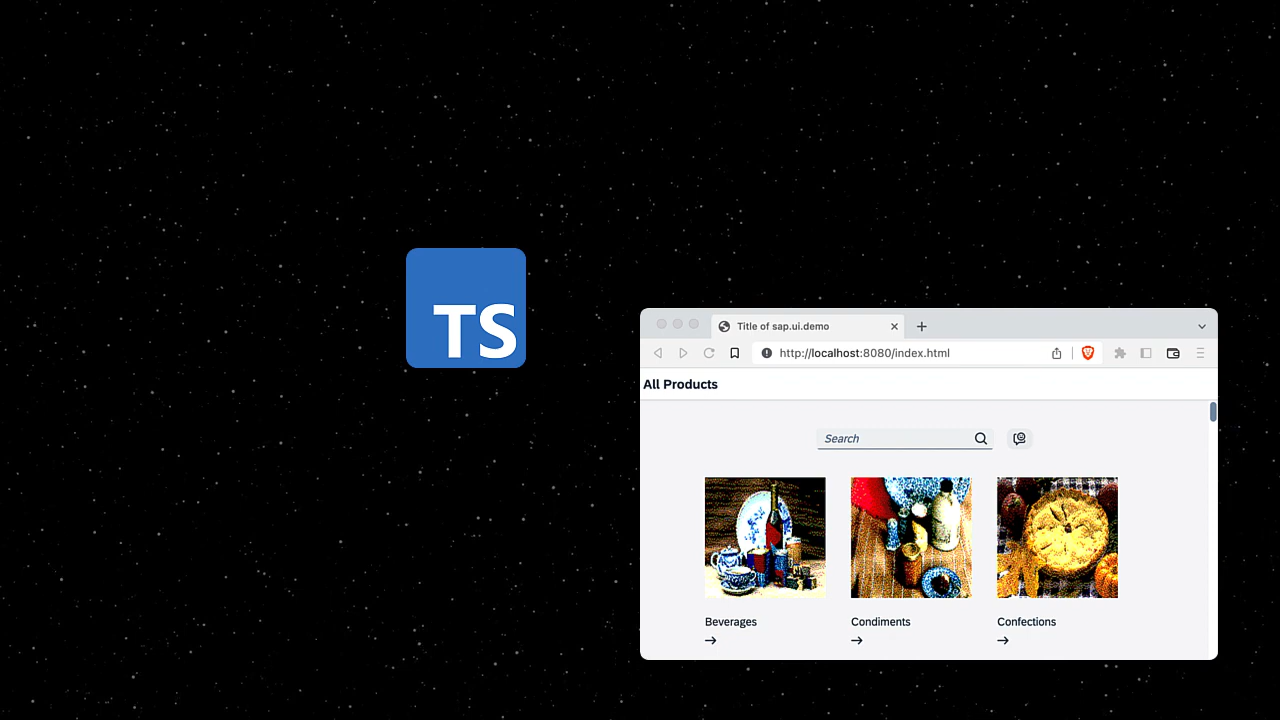 TS
Title of sap.ui.demo
http://localhost:8080/index.html
All Products
Search
Beverages
Condiments
Confections